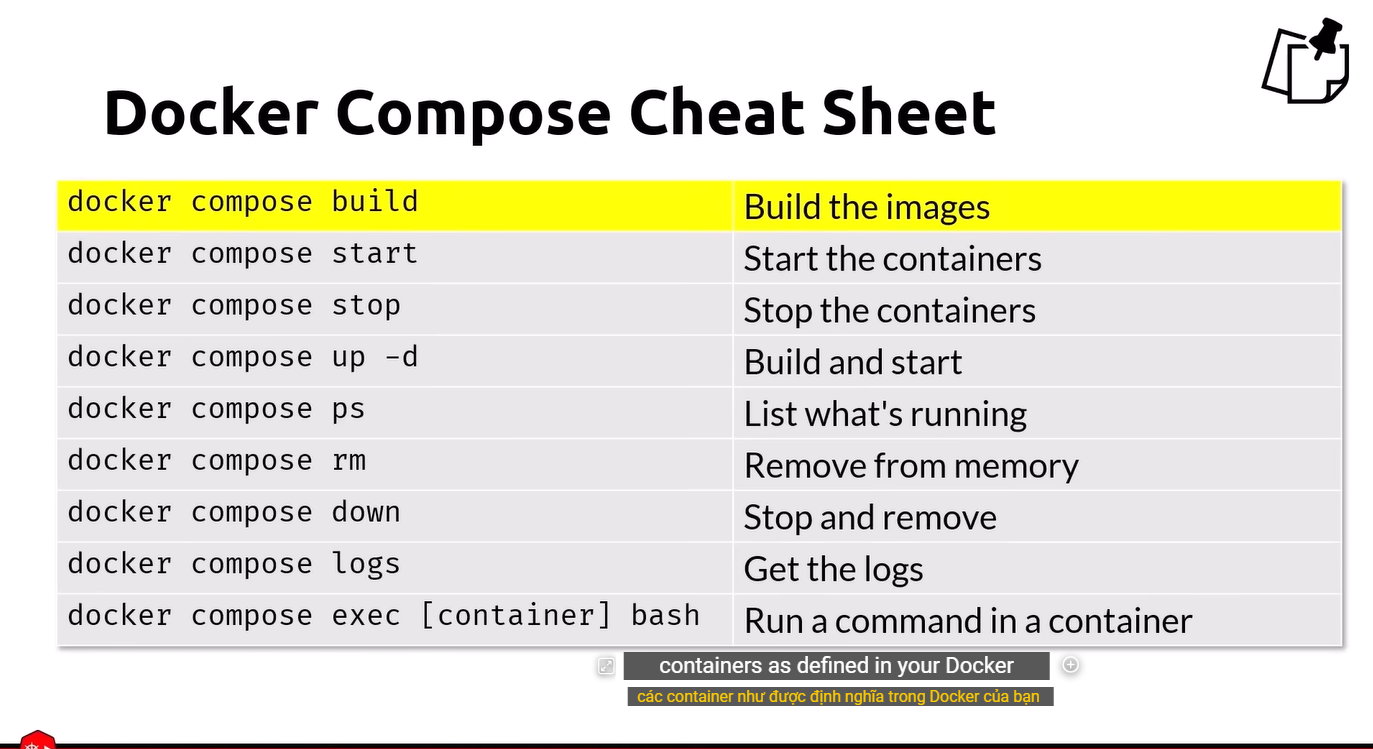 Docker Compose Cheat Sheet
docker compose build Build the images
docker compose start Start the containers
docker compose stop Stop the containers
docker compose up -d Build and start
docker compose ps List what's running
docker compose rm Remove from memory
docker compose down Stop and remove
docker compose logs Get the logs
docker compose exec [container] bash Run a command in a container
containers as defined in your Docker
các container như được định nghĩa trong Docker của bạn